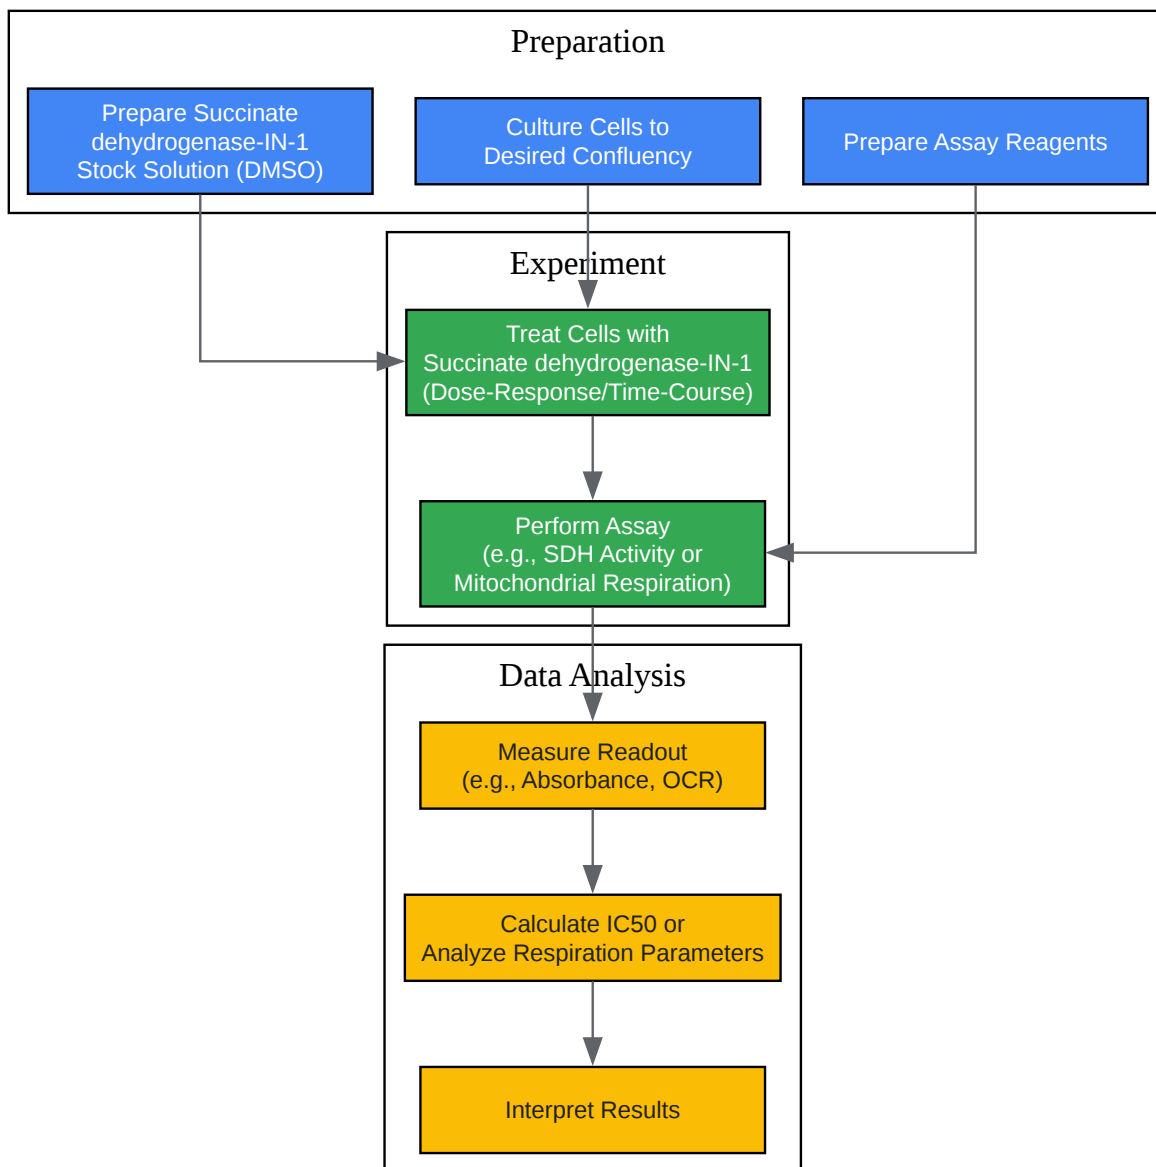 Preparation
Prepare Succinate
dehydrogenase-IN-1
Stock Solution (DMSO)
Culture Cells to
Desired Confluency
Prepare Assay Reagents
Experiment
Treat Cells with
Succinate dehydrogenase-IN-1
(Dose-Response/Time-Course)
Perform Assay
(e.g., SDH Activity or
Mitochondrial Respiration)
Data Analysis
Measure Readout
(e.g., Absorbance, OCR)
Calculate IC50 or
Analyze Respiration Parameters
Interpret Results